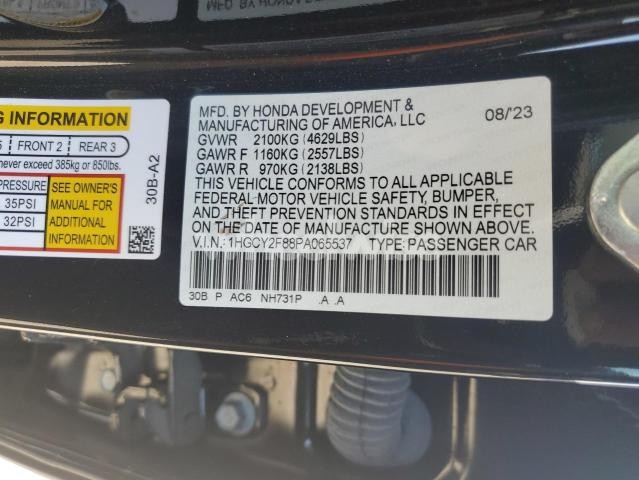 MFD. BY HONDA DEVELOPMENT & 08/'23
MANUFACTURING OF AMERICA, LLC
GVWR 2100KG (4629LBS)
GAWR F 1160KG (2557LBS)
GAWR R 970KG (2138LBS)
THIS VEHICLE CONFORMS TO ALL APPLICABLE
FEDERAL MOTOR VEHICLE SAFETY, BUMPER,
AND THEFT PREVENTION STANDARDS IN EFFECT
ON THE DATE OF MANUFACTURE SHOWN ABOVE.
V.I.N.: 1HGCY2F88PA065537 TYPE: PASSENGER CAR
30B P AC6 NH731P .A .A
G INFORMATION
5 FRONT 2 REAR 3
never exceed 385kg or 850lbs.
PRESSURE
35PSI
32PSI
SEE OWNER'S
MANUAL FOR
ADDITIONAL
INFORMATION
30B-A2